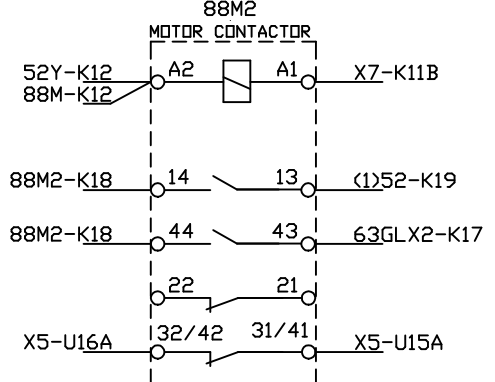 88M2
MOTOR CONTACTOR
52Y-K12 A2 A1 X7-K11B
88M-K12
88M2-K18 14 13 (1)52-K19
88M2-K18 44 43 63GLX2-K17
22 21
X5-U16A 32/42 31/41 X5-U15A